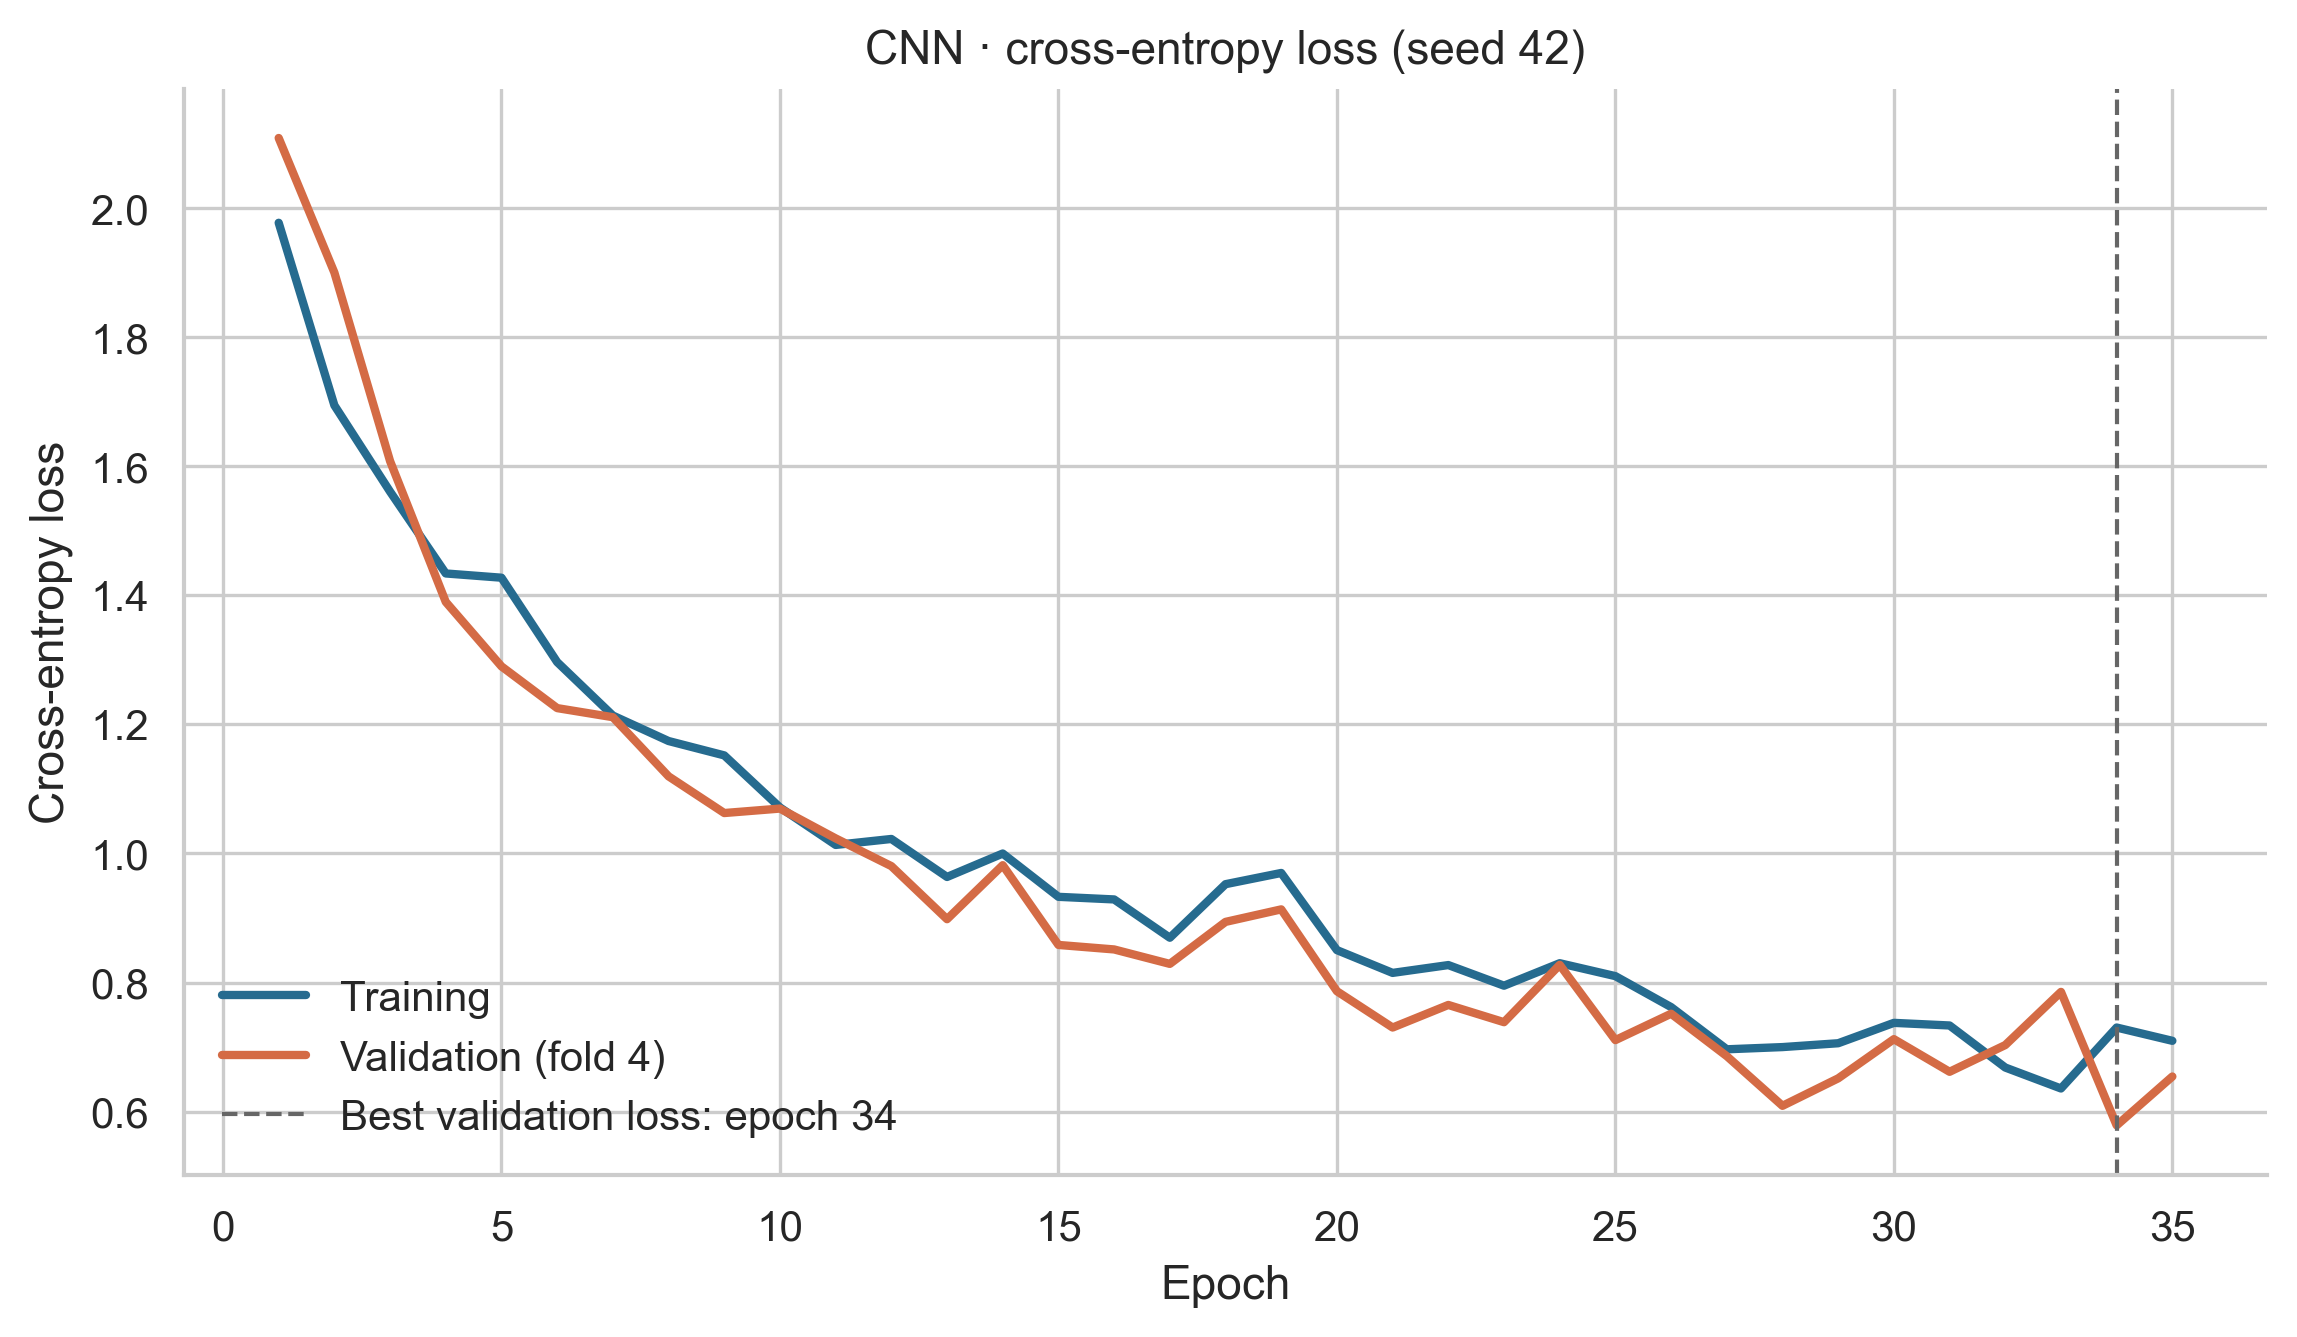 CNN · cross-entropy loss (seed 42)
Cross-entropy loss
2.0
1.8
1.6
1.4
1.2
1.0
0.8
0.6
Training
Validation (fold 4)
Best validation loss: epoch 34
0 5 10 15 20 25 30 35
Epoch